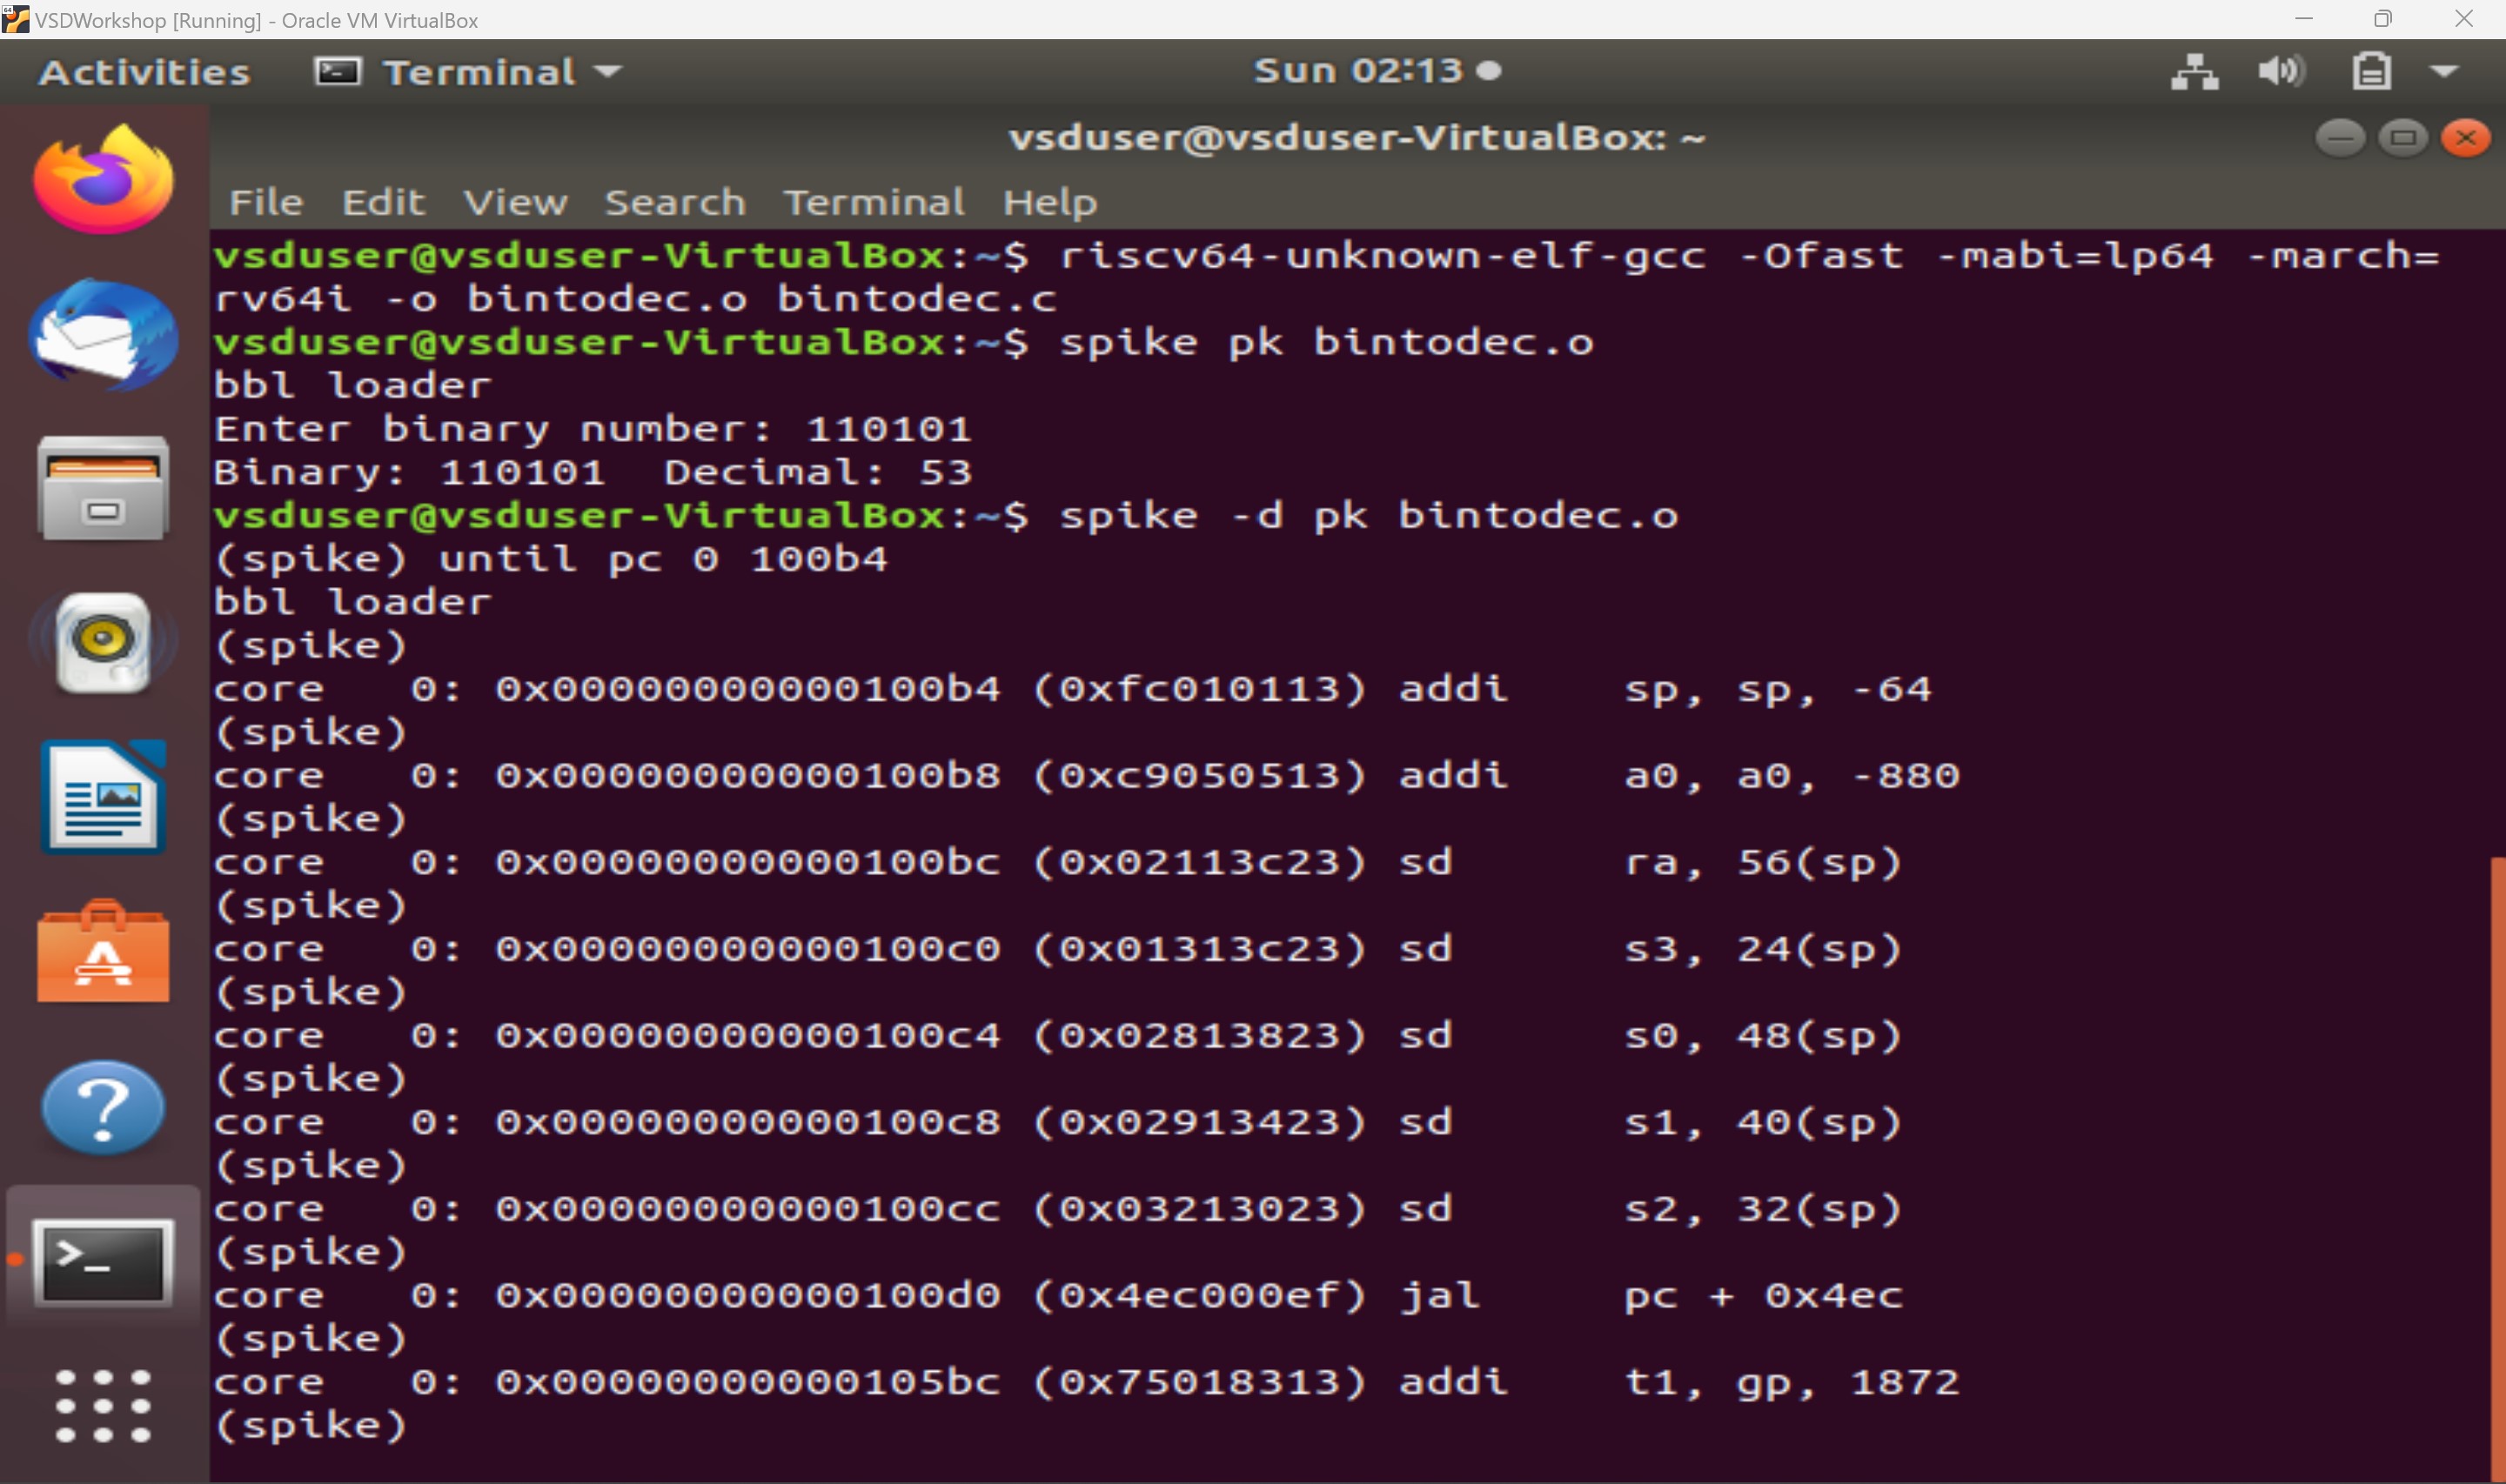 VSDWorkshop [Running] - Oracle VM VirtualBox
Activities Terminal Sun 02:13
vsduser@vsduser-VirtualBox: ~
File Edit View Search Terminal Help
vsduser@vsduser-VirtualBox:~$ riscv64-unknown-elf-gcc -Ofast -mabi=lp64 -march=
rv64i -o bintodec.o bintodec.c
vsduser@vsduser-VirtualBox:~$ spike pk bintodec.o
bbl loader
Enter binary number: 110101
Binary: 110101  Decimal: 53
vsduser@vsduser-VirtualBox:~$ spike -d pk bintodec.o
(spike) until pc 0 100b4
bbl loader
(spike)
core   0: 0x00000000000100b4 (0xfc010113) addi    sp, sp, -64
(spike)
core   0: 0x00000000000100b8 (0xc9050513) addi    a0, a0, -880
(spike)
core   0: 0x00000000000100bc (0x02113c23) sd      ra, 56(sp)
(spike)
core   0: 0x00000000000100c0 (0x01313c23) sd      s3, 24(sp)
(spike)
core   0: 0x00000000000100c4 (0x02813823) sd      s0, 48(sp)
(spike)
core   0: 0x00000000000100c8 (0x02913423) sd      s1, 40(sp)
(spike)
core   0: 0x00000000000100cc (0x03213023) sd      s2, 32(sp)
(spike)
core   0: 0x00000000000100d0 (0x4ec000ef) jal     pc + 0x4ec
(spike)
core   0: 0x00000000000105bc (0x75018313) addi    t1, gp, 1872
(spike)